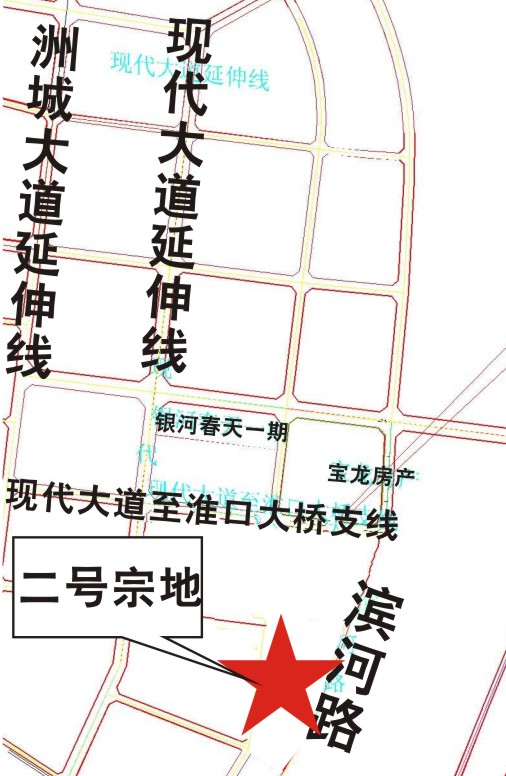 洲城大道延伸线
现代大道延伸线
现代大道延伸线
银河春天一期
宝龙房产
现代大道至淮口大桥支线
二号宗地
滨河路